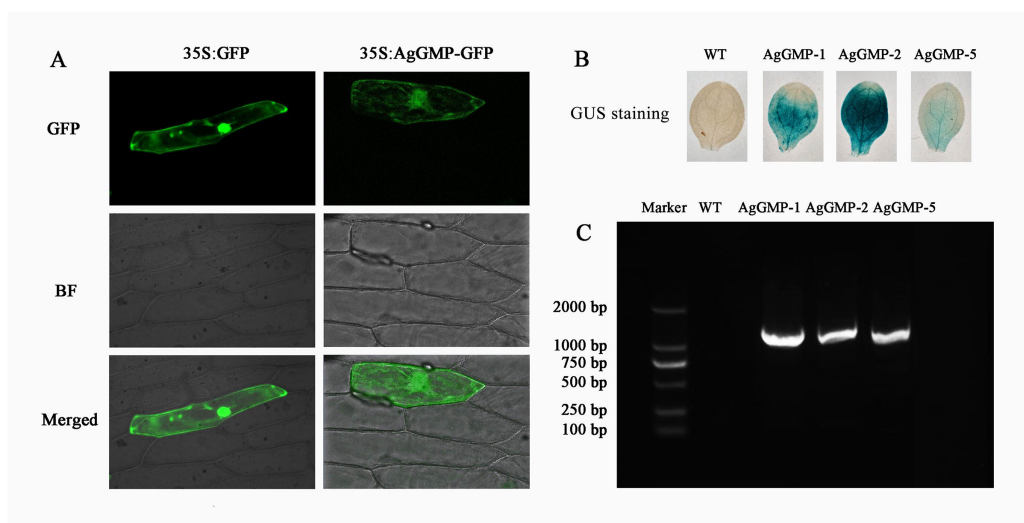 A
35S:GFP
35S:AgGMP-GFP
GFP
BF
Merged
B
WT AgGMP-1 AgGMP-2 AgGMP-5
GUS staining
C
Marker WT AgGMP-1 AgGMP-2 AgGMP-5
2000 bp
1000 bp
750 bp
500 bp
250 bp
100 bp